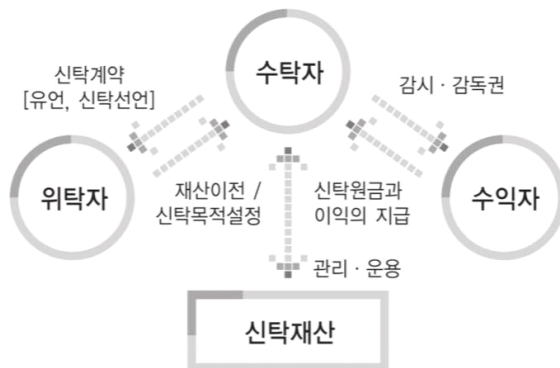 수탁자
신탁계약
[유언, 신탁선언]
감시 · 감독권
위탁자
재산이전 /
신탁목적설정
신탁원금과
이익의 지급
수익자
관리 · 운용
신탁재산